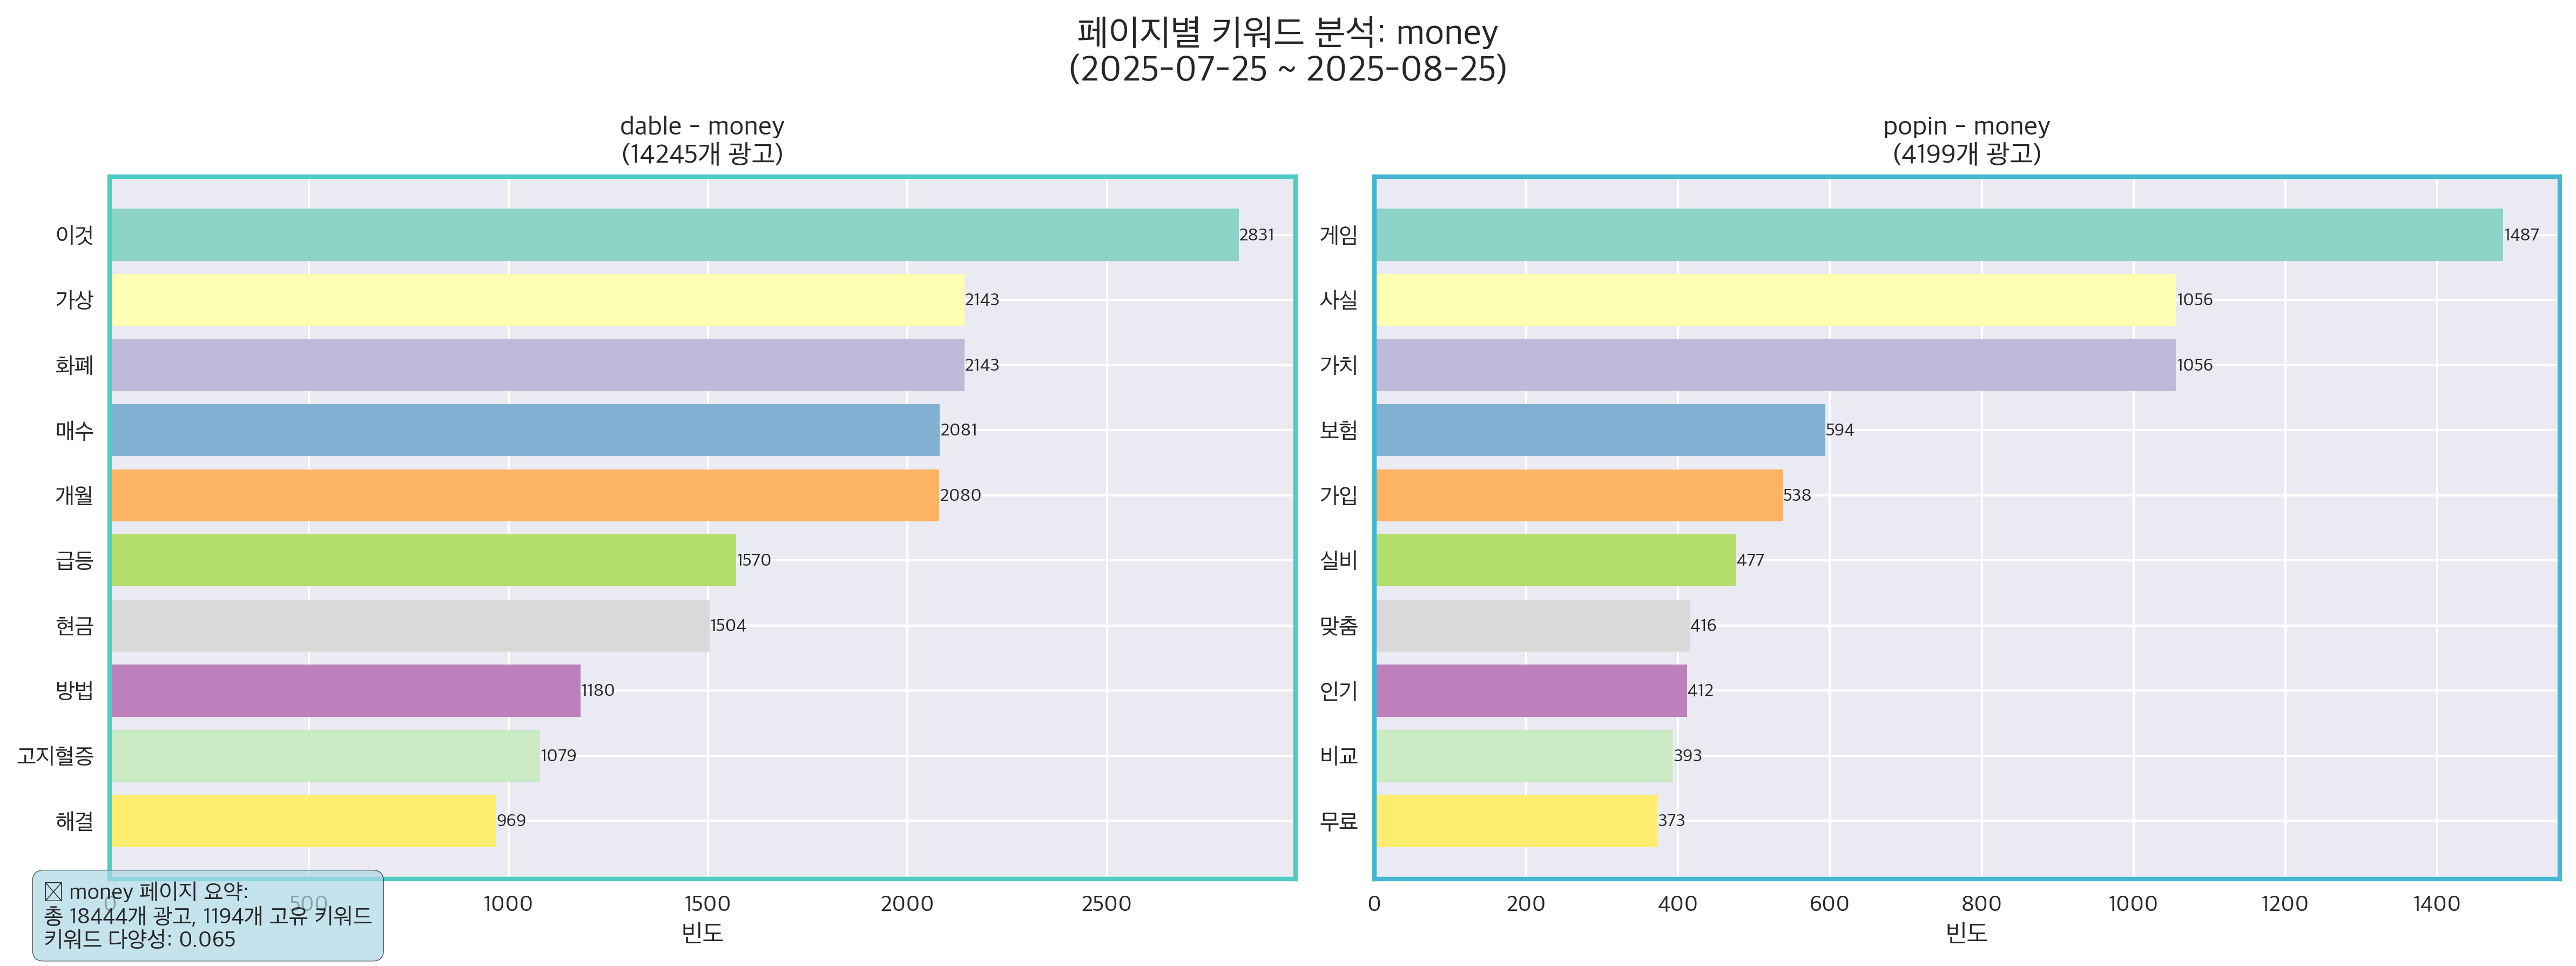 페이지별 키워드 분석: money
(2025-07-25 ~ 2025-08-25)
dable - money
(14245개 광고)
이것 2831
가상 2143
화폐 2143
매수 2081
개월 2080
급등 1570
현금 1504
방법 1180
고지혈증 1079
해결 969
0 500 1000 1500 2000 2500
빈도
popin - money
(4199개 광고)
게임 1487
사실 1056
가치 1056
보험 594
가입 538
실비 477
맞춤 416
인기 412
비교 393
무료 373
0 200 400 600 800 1000 1200 1400
빈도
money 페이지 요약:
총 18444개 광고, 1194개 고유 키워드
키워드 다양성: 0.065